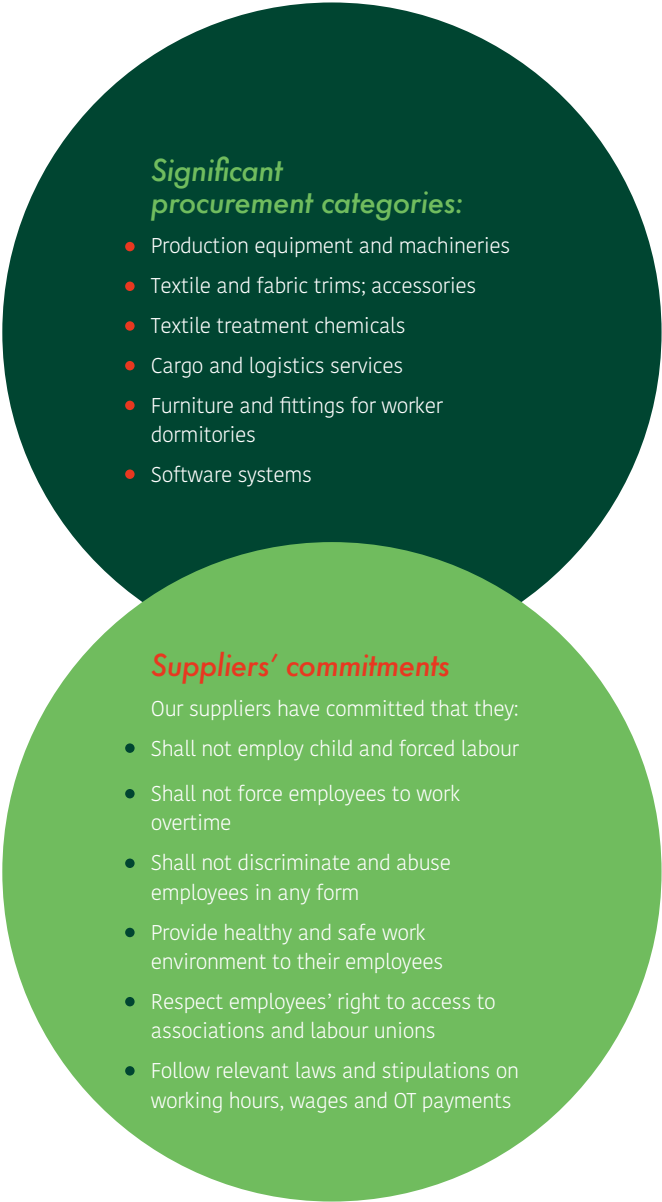 Significant
procurement categories:
• Production equipment and machineries
• Textile and fabric trims; accessories
• Textile treatment chemicals
• Cargo and logistics services
• Furniture and fittings for worker
dormitories
• Software systems
Suppliers’ commitments
Our suppliers have committed that they:
• Shall not employ child and forced labour
• Shall not force employees to work
overtime
• Shall not discriminate and abuse
employees in any form
• Provide healthy and safe work
environment to their employees
• Respect employees’ right to access to
associations and labour unions
• Follow relevant laws and stipulations on
working hours, wages and OT payments